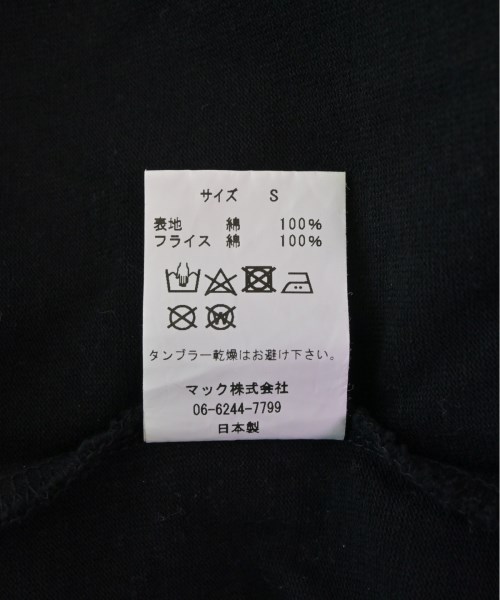 サイズ S
表地 綿 100%
フライス 綿 100%
W
タンブラー乾燥はお避け下さい。
マック株式会社
06-6244-7799
日本製